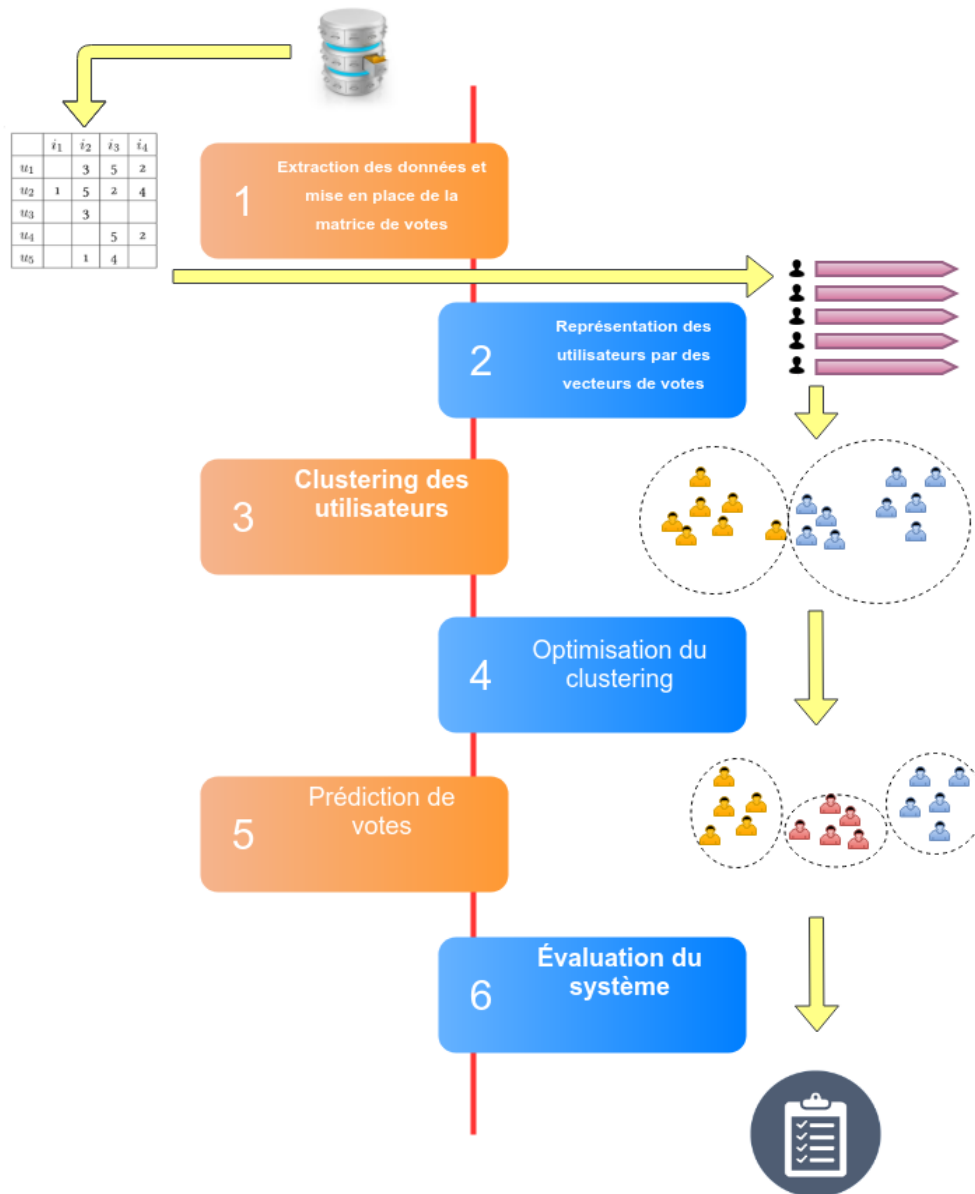 i1 i2 i3 i4
u1 3 5 2
u2 1 5 2 4
u3 3
u4 5 2
u5 1 4
1
Extraction des données et
mise en place de la
matrice de votes
2
Représentation des
utilisateurs par des
vecteurs de votes
3
Clustering des
utilisateurs
4
Optimisation du
clustering
5
Prédiction de
votes
6
Évaluation du
système